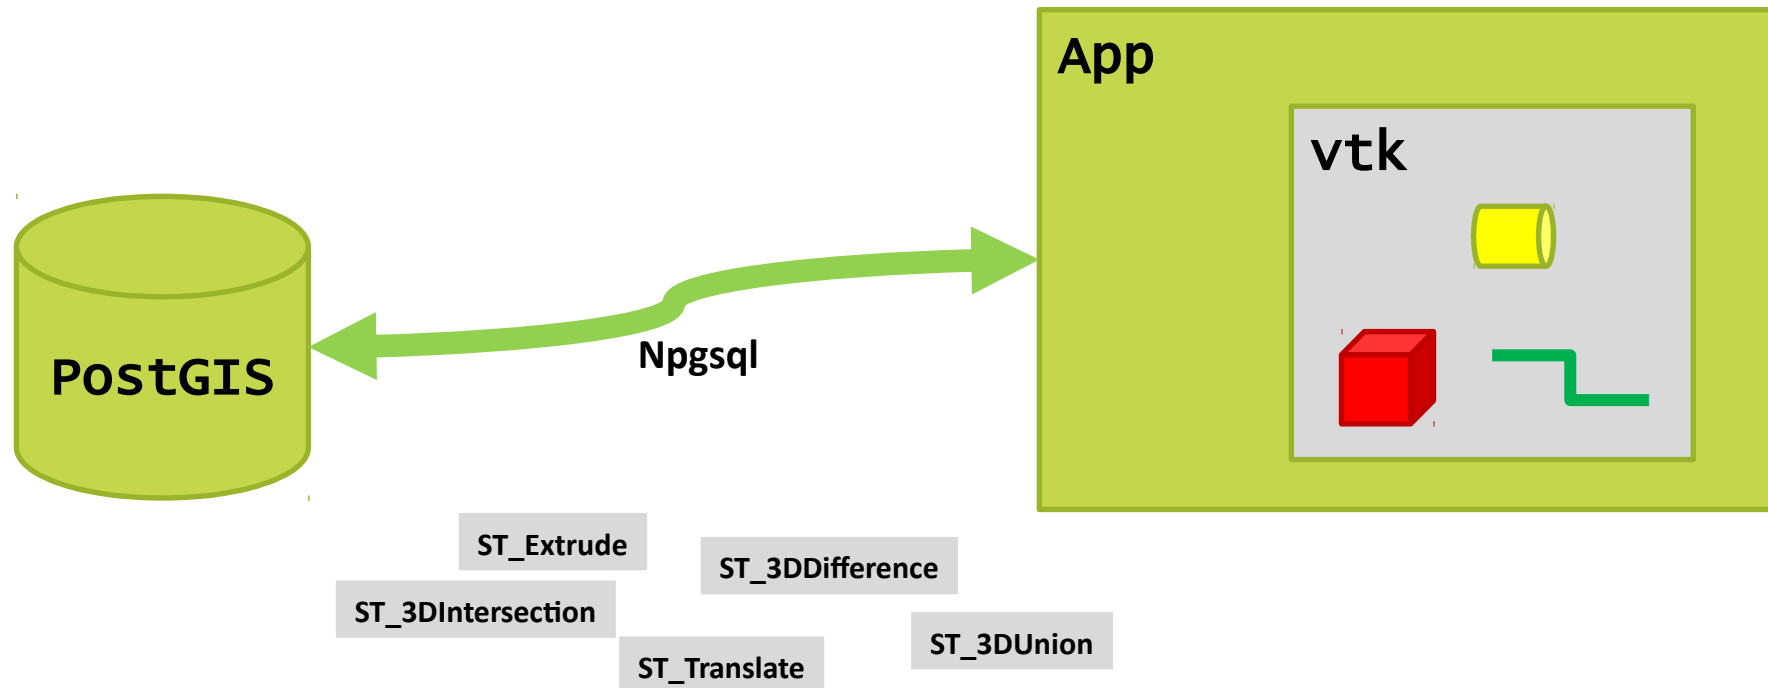 App
vtk
PostGIS
Npgsql
ST_Extrude
ST_3DDifference
ST_3DIntersection
ST_3DUnion
ST_Translate